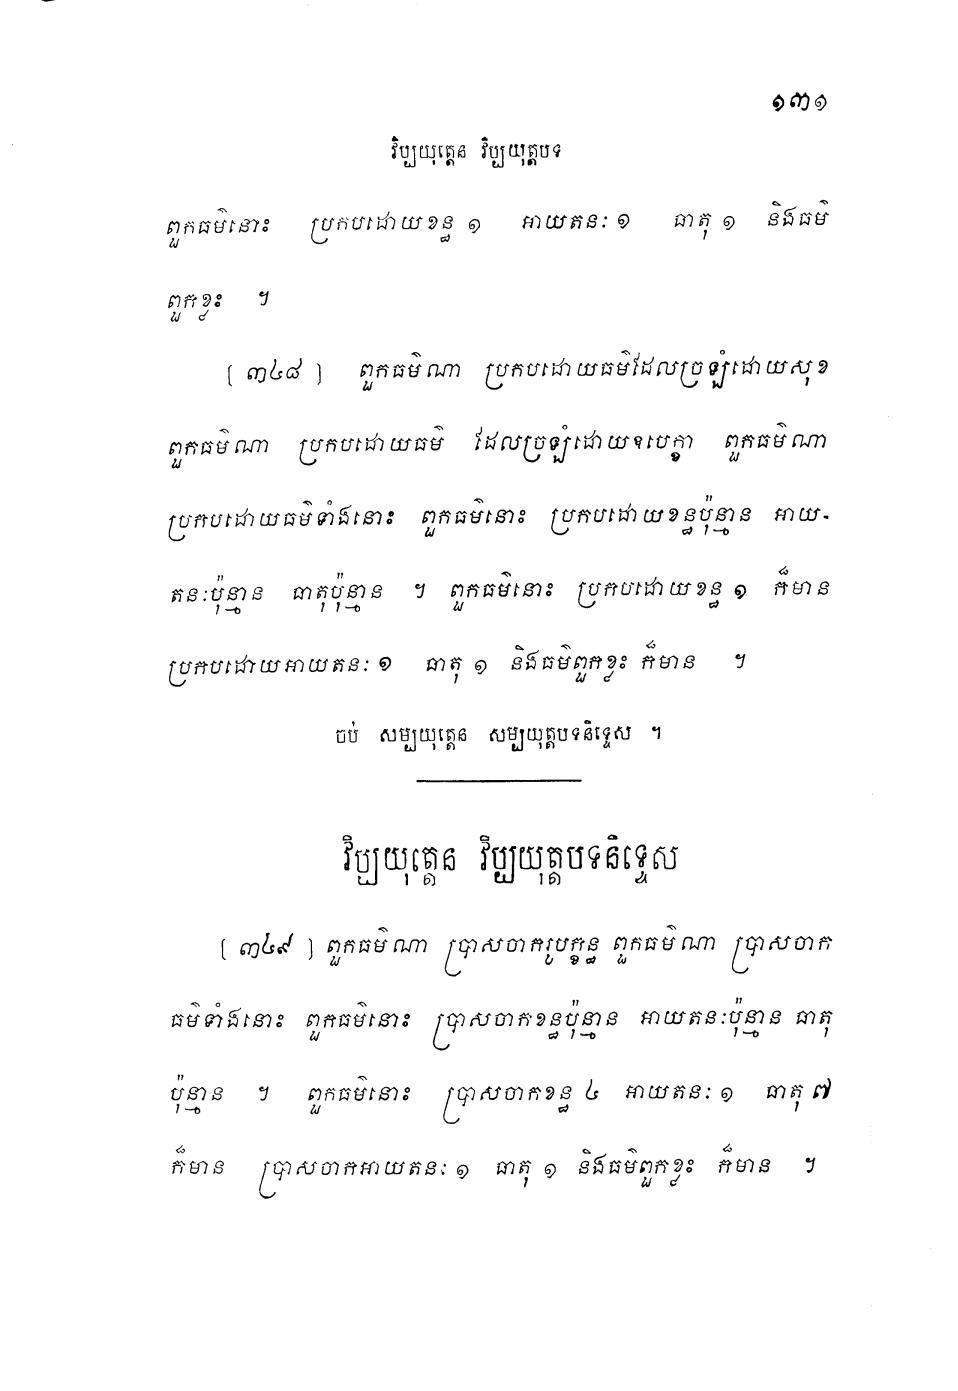 ១៣១
វិប្បយុត្តេន វិប្បយុត្តបទ
ពួកធម៌នោះ ប្រកបដោយខន្ធ ១ អាយតនៈ ១ ធាតុ ១ និងធម៌
ពួកខ្លះ ។
[ ៣៤៨ ] ពួកធម៌ណា ប្រកបដោយធម៌ដែលច្រឡំដោយសុខ
ពួកធម៌ណា ប្រកបដោយធម៌ ដែលច្រឡំដោយឧបេក្ខា ពួកធម៌ណា
ប្រកបដោយធម៌ទាំងនោះ ពួកធម៌នោះ ប្រកបដោយខន្ធប៉ុន្មាន អាយ-
តនៈប៉ុន្មាន ធាតុប៉ុន្មាន ។ ពួកធម៌នោះ ប្រកបដោយខន្ធ ១ ក៏មាន
ប្រកបដោយអាយតនៈ ១ ធាតុ ១ និងធម៌ពួកខ្លះ ក៏មាន ។
ចប់ សម្បយុត្តេន សម្បយុត្តបទនិទ្ទេស ។
វិប្បយុត្តេន វិប្បយុត្តបទនិទ្ទេស
[ ៣៤៩ ] ពួកធម៌ណា ប្រាសចាករូបក្ខន្ធ ពួកធម៌ណា ប្រាសចាក
ធម៌ទាំងនោះ ពួកធម៌នោះ ប្រាសចាកខន្ធប៉ុន្មាន អាយតនៈប៉ុន្មាន ធាតុ
ប៉ុន្មាន ។ ពួកធម៌នោះ ប្រាសចាកខន្ធ ៤ អាយតនៈ ១ ធាតុ ៧
ក៏មាន ប្រាសចាកអាយតនៈ ១ ធាតុ ១ និងធម៌ពួកខ្លះ ក៏មាន ។